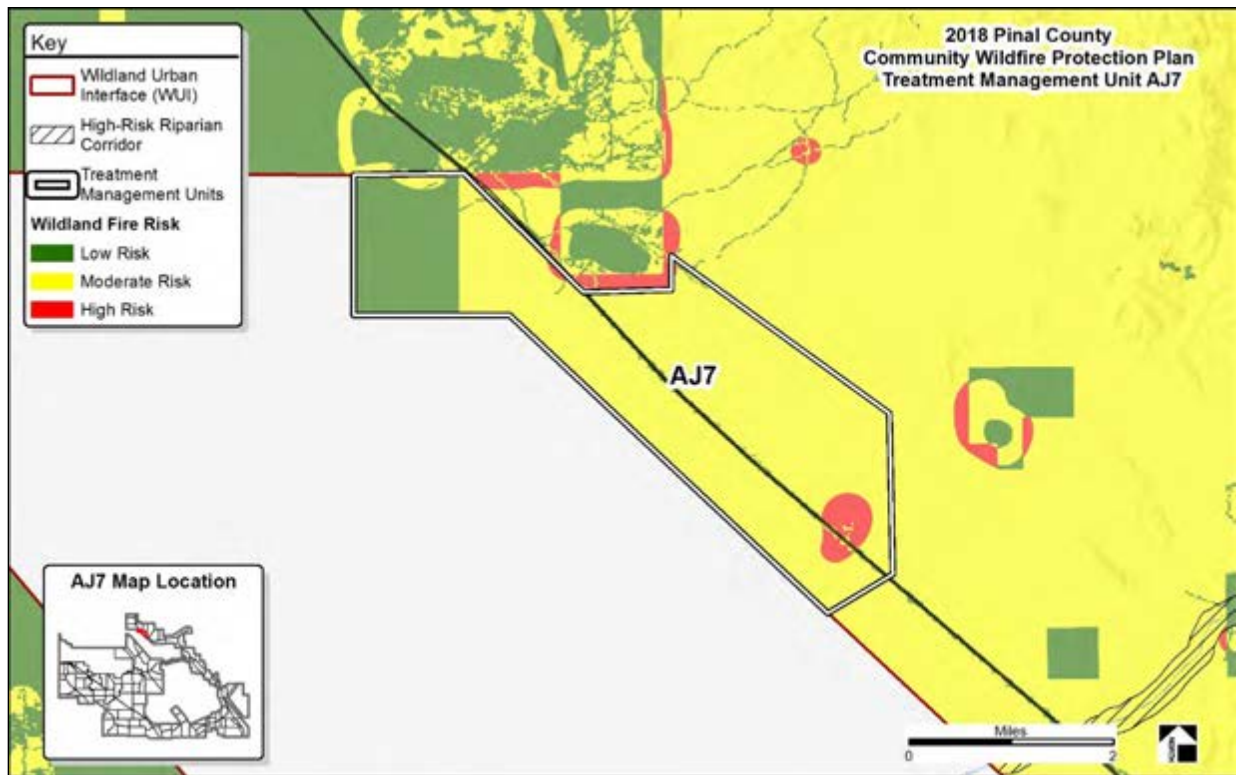 Key
Wildland Urban
Interface (WUI)
High-Risk Riparian
Corridor
Treatment
Management Units
Wildland Fire Risk
Low Risk
Moderate Risk
High Risk
2018 Pinal County
Community Wildfire Protection Plan
Treatment Management Unit AJ7
AJ7
AJ7 Map Location
Miles
0
2